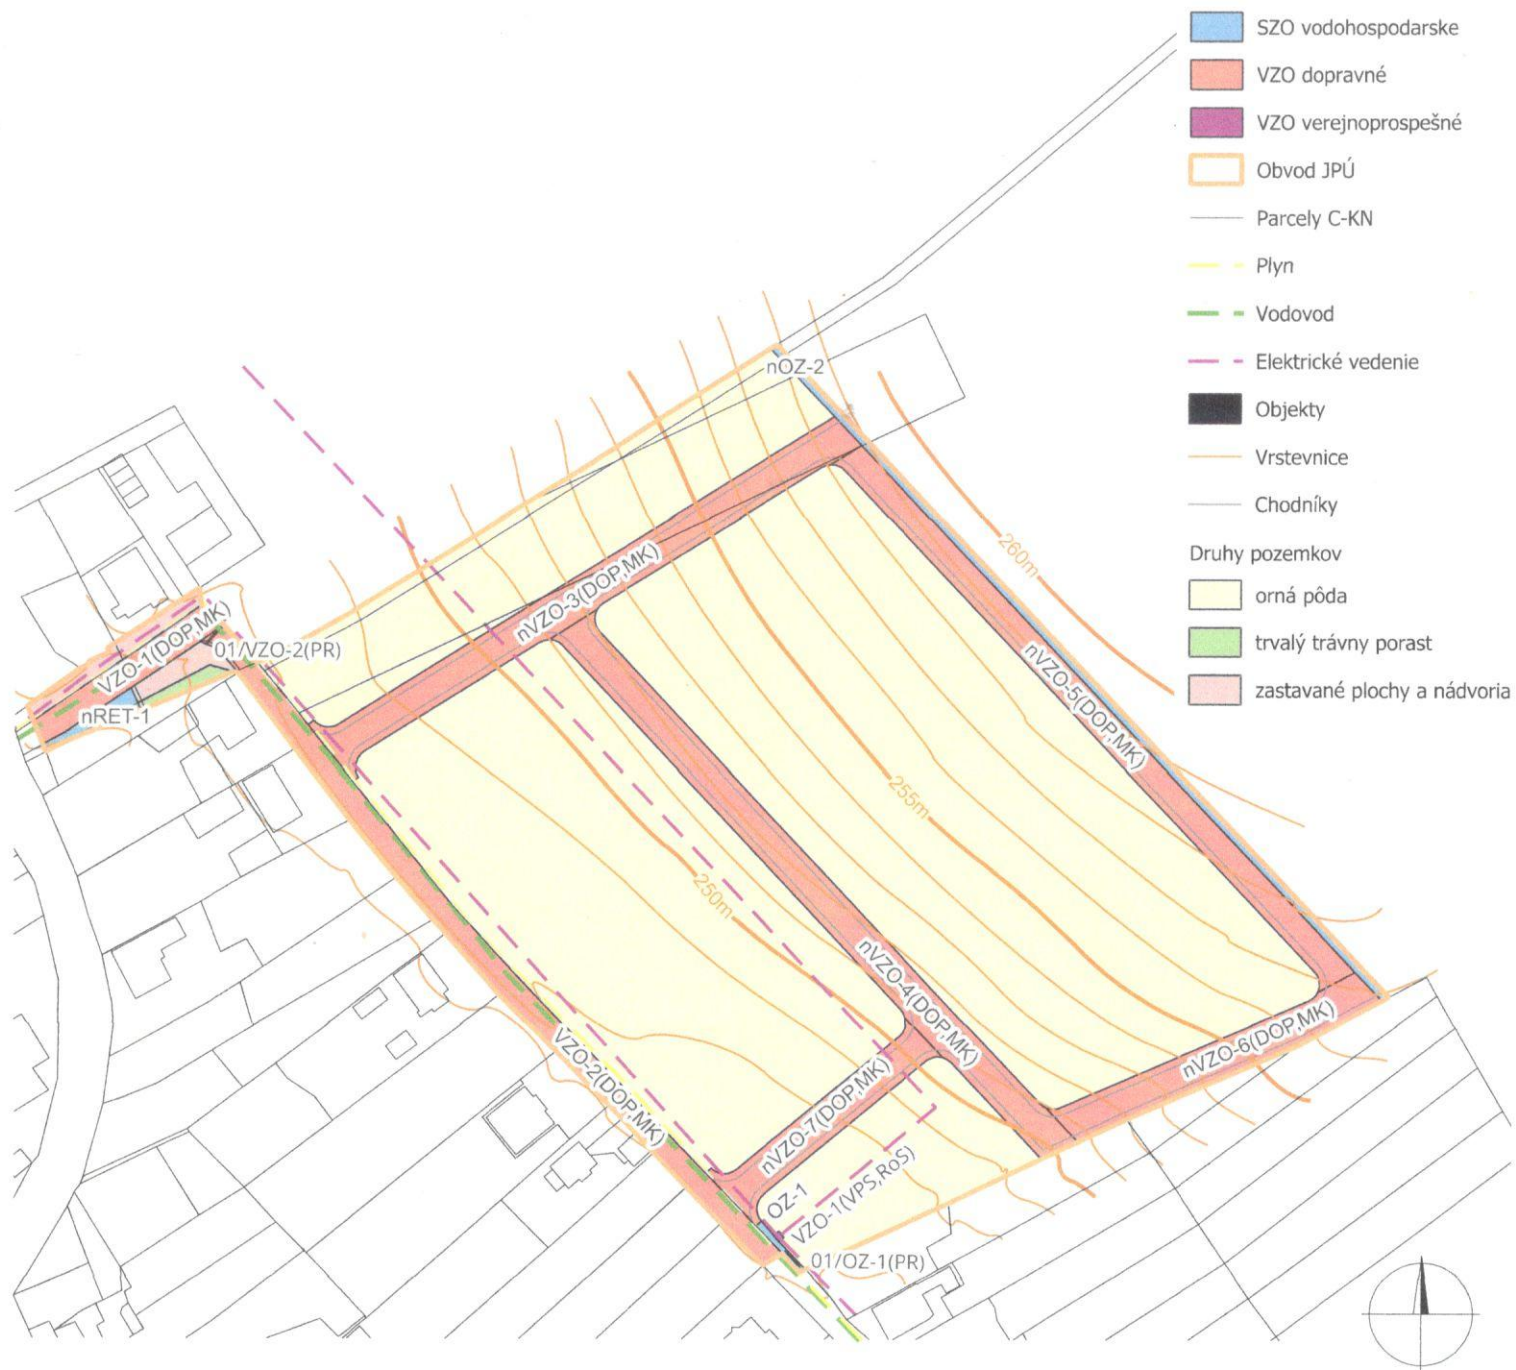 SZO vodohospodarske
VZO dopravné
VZO verejnoprospešné
Obvod JPÚ
Parcely C-KN
Plyn
Vodovod
Elektrické vedenie
Objekty
Vrstevnice
Chodníky
Druhy pozemkov
orná pôda
trvalý trávny porast
zastavané plochy a nádvoria
nOZ-2
260m
nVZO-3(DOP,MK)
VZO-1(DOP,MK)
01/VZO-2(PR)
nRET-1
nVZO-5(DOP,MK)
255m
250m
nVZO-4(DOP,MK)
nVZO-6(DOP,MK)
VZO-2(DOP,MK)
nVZO-7(DOP,MK)
OZ-1
VZO-1(VPS,RoS)
01/OZ-1(PR)